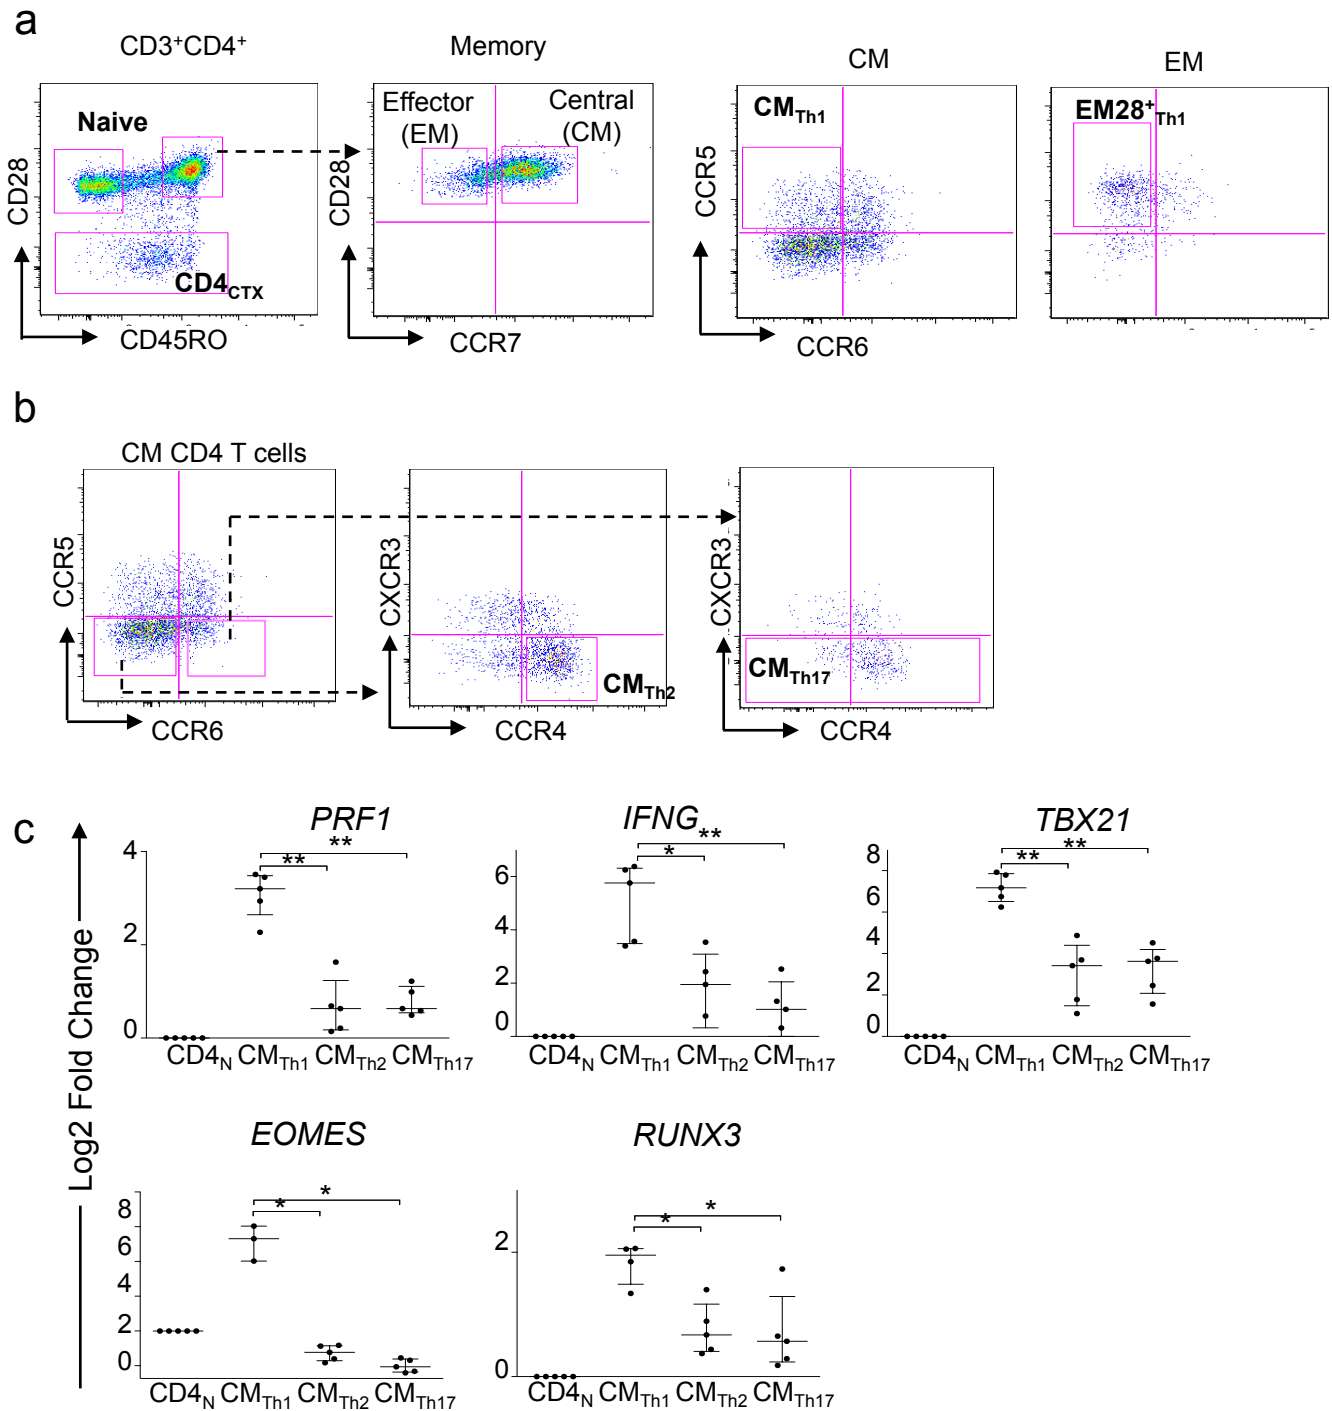 a
CD3+CD4+
Memory
CM
EM
Naive
CD4CTX
CD28
CD45RO
Effector
(EM)
Central
(CM)
CD28
CCR7
CMTh1
CCR5
CCR6
EM28+Th1
b
CM CD4 T cells
CCR5
CCR6
CXCR3
CMTh2
CCR4
CXCR3
CMTh17
CCR4
c
Log2 Fold Change
PRF1
** **
4
2
0
CD4N CMTh1 CMTh2 CMTh17
IFNG
* **
6
4
2
0
CD4N CMTh1 CMTh2 CMTh17
TBX21
** **
8
6
4
2
0
CD4N CMTh1 CMTh2 CMTh17
EOMES
* *
8
6
4
2
0
CD4N CMTh1 CMTh2 CMTh17
RUNX3
* *
2
0
CD4N CMTh1 CMTh2 CMTh17